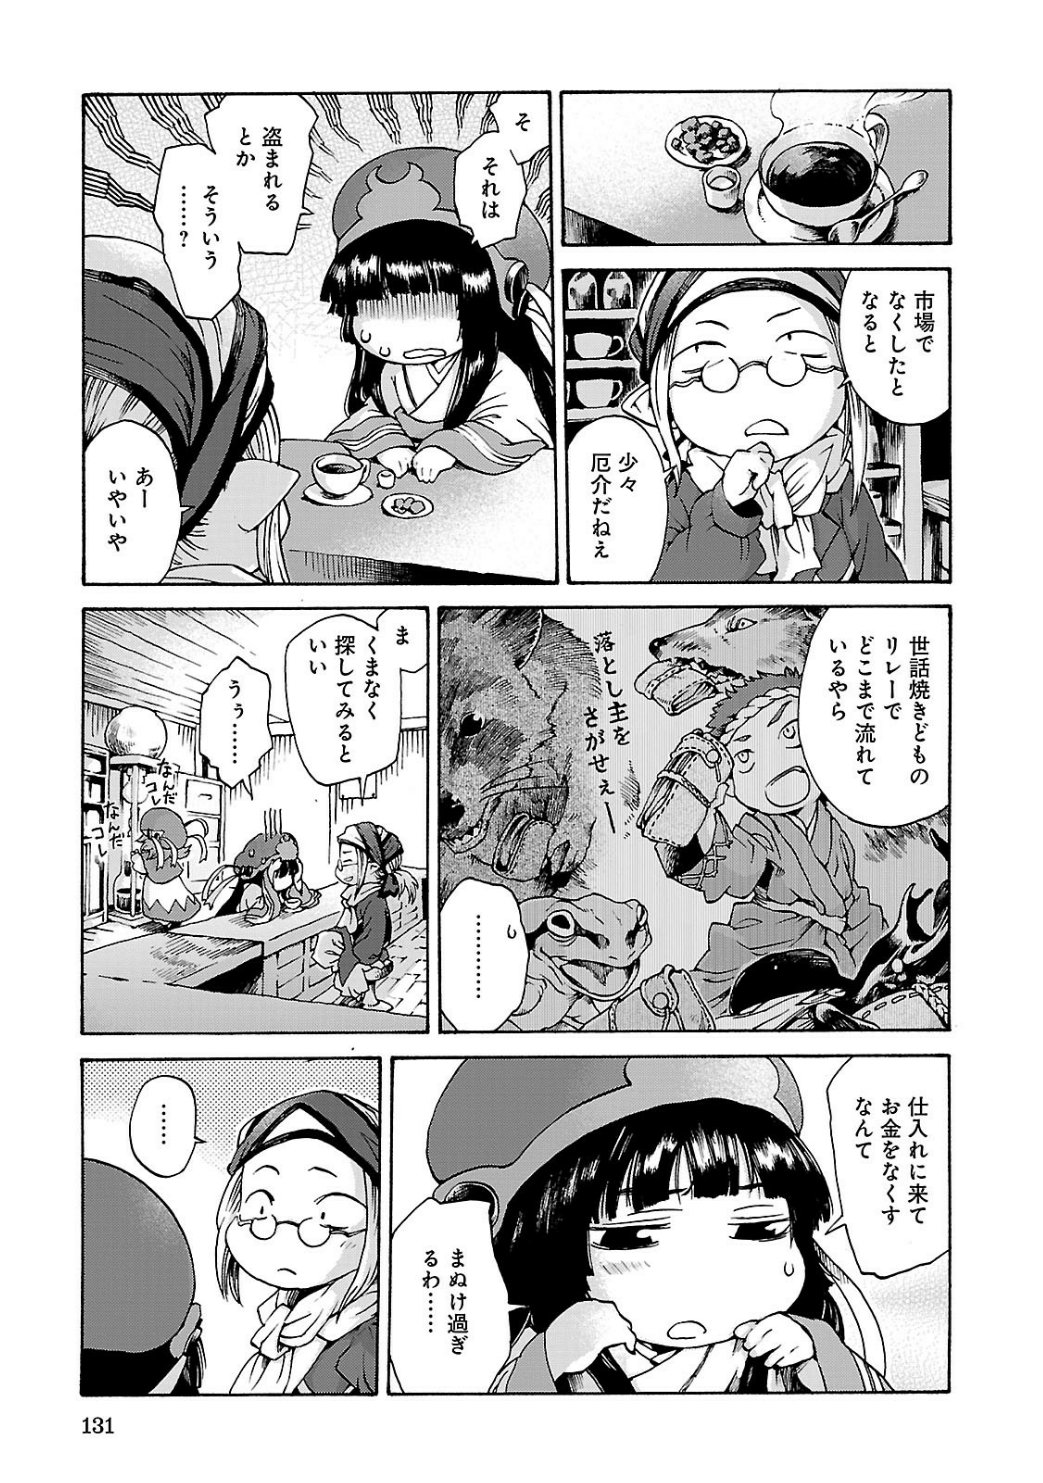 市場で
なくしたと
なると
少々
厄介だねえ
そ
それは
盗まれる
とか
そういう
……？
あー
いやいや
世話焼きどもの
リレーで
どこまで流れて
いるやら
落とし主を
さがせぇー
…………
ま
くまなく
探してみると
いい
うぅ……
なんだ
コレ
なんだ
コレ
仕入れに来て
お金をなくす
なんて
まぬけ過ぎ
るわ……
……
131